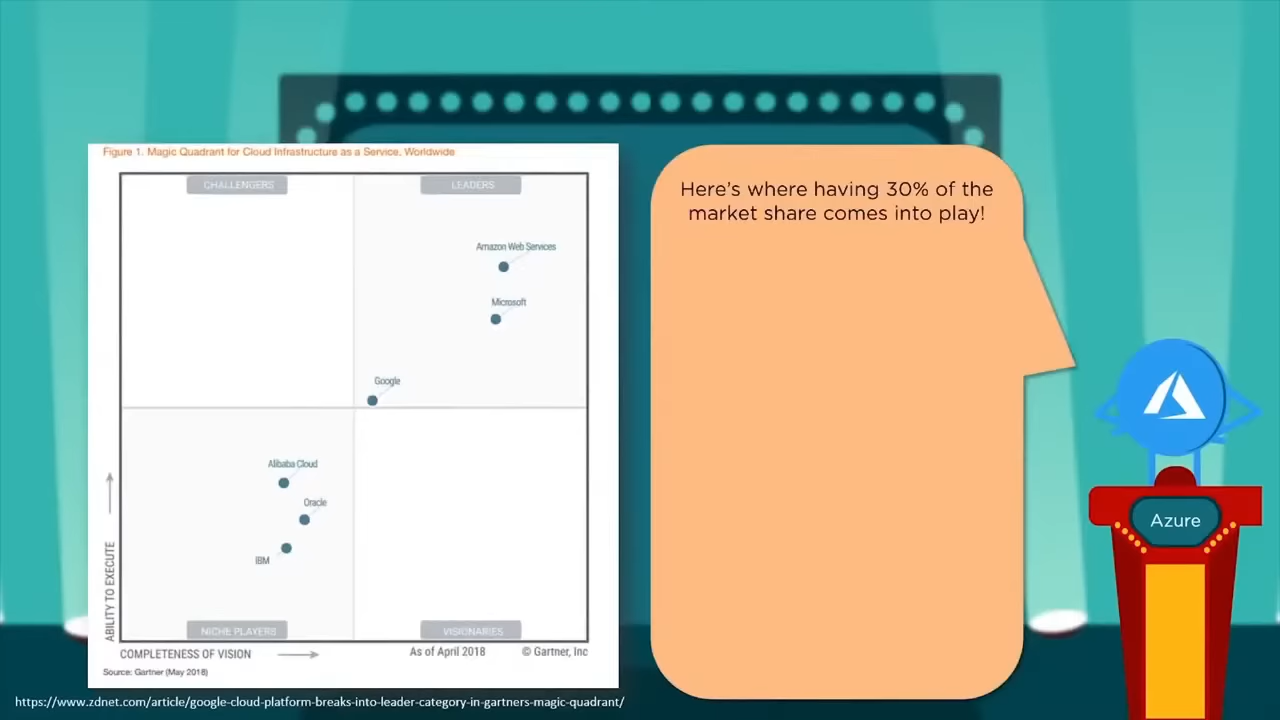 Figure 1. Magic Quadrant for Cloud Infrastructure as a Service, Worldwide
CHALLENGERS
LEADERS
Amazon Web Services
Microsoft
Google
Alibaba Cloud
Oracle
IBM
NICHE PLAYERS
VISIONARIES
ABILITY TO EXECUTE
COMPLETENESS OF VISION
As of April 2018
© Gartner, Inc
Source: Gartner (May 2018)
Here's where having 30% of the
market share comes into play!
Azure
https://www.zdnet.com/article/google-cloud-platform-breaks-into-leader-category-in-gartners-magic-quadrant/